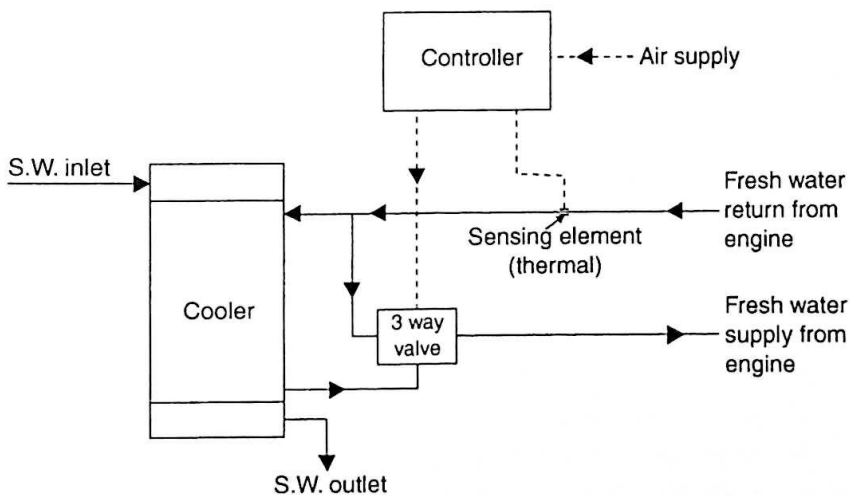 Controller
Air supply
S.W. inlet
Fresh water
return from
engine
Sensing element
(thermal)
Cooler
3 way
valve
Fresh water
supply from
engine
S.W. outlet